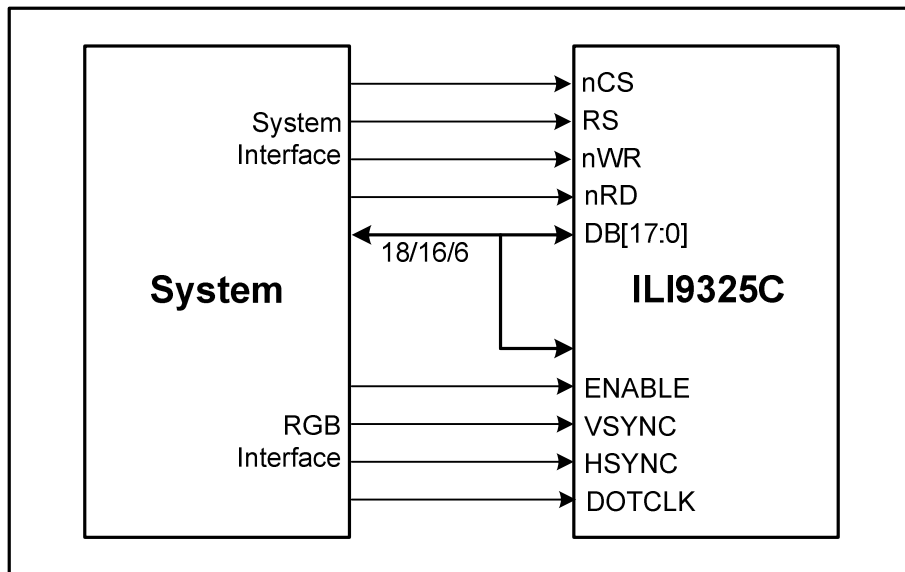 System
Interface
nCS
RS
nWR
nRD
DB[17:0]
18/16/6
System
ILI9325C
RGB
Interface
ENABLE
VSYNC
HSYNC
DOTCLK